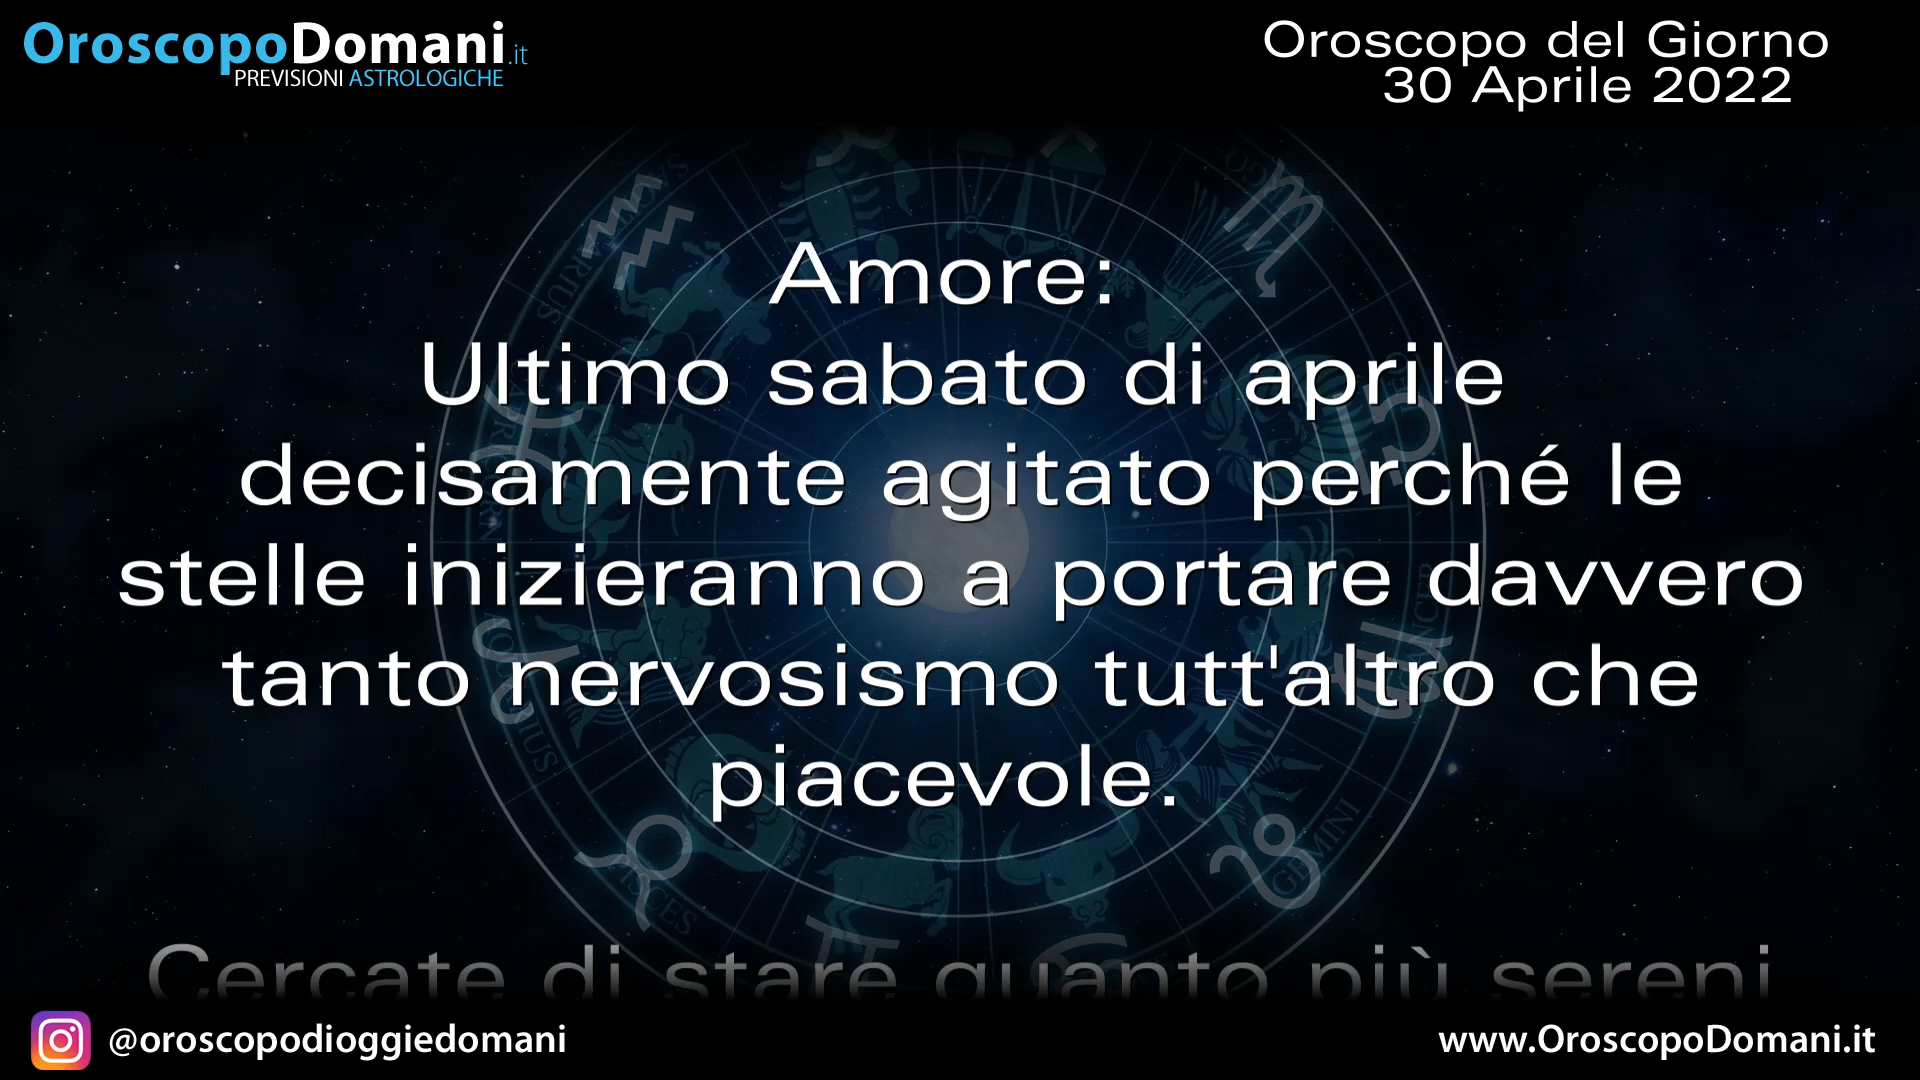 OroscopoDomani.it
PREVISIONI ASTROLOGICHE
Oroscopo del Giorno
30 Aprile 2022
Amore:
Ultimo sabato di aprile
decisamente agitato perché le
stelle inizieranno a portare davvero
tanto nervosismo tutt'altro che
piacevole.
Cercate di stare quanto più sereni
GEMINI
PISCES
@oroscopodioggiedomani
www.OroscopoDomani.it